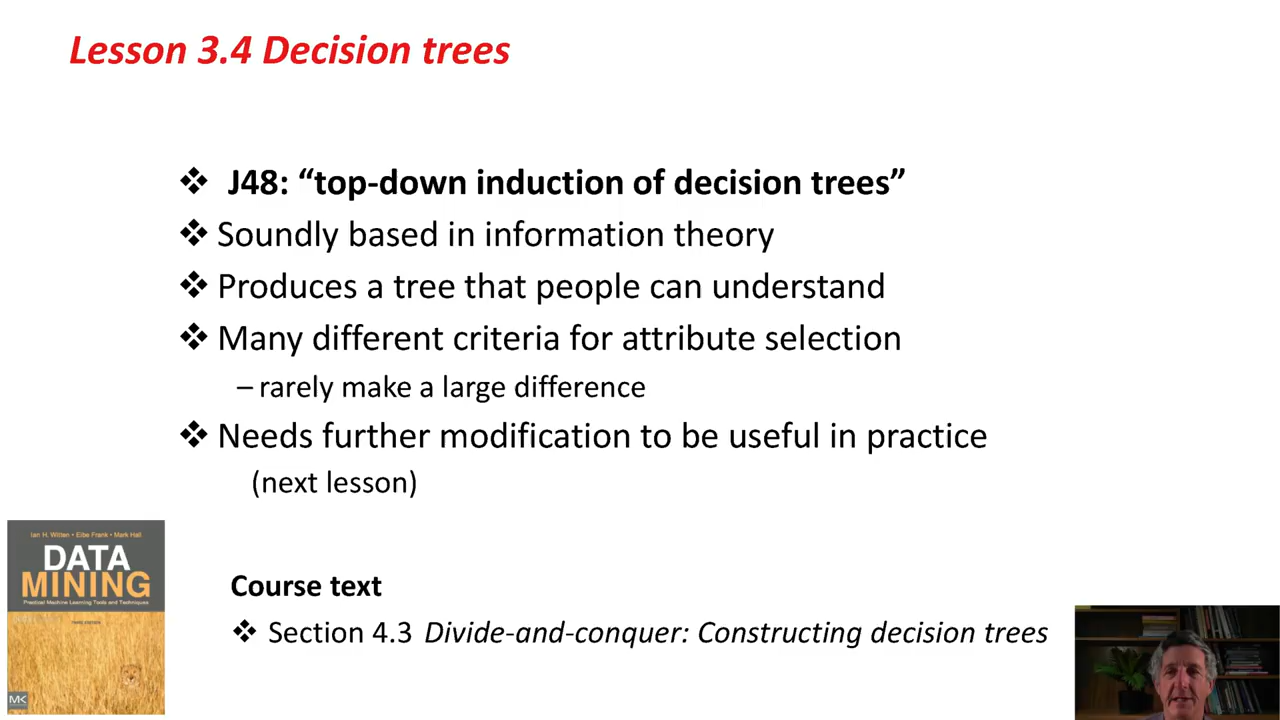 Lesson 3.4 Decision trees
❖ J48: “top-down induction of decision trees”
❖ Soundly based in information theory
❖ Produces a tree that people can understand
❖ Many different criteria for attribute selection
– rarely make a large difference
❖ Needs further modification to be useful in practice
(next lesson)
Ian H. Witten • Eibe Frank • Mark Hall
DATA
MINING
Practical Machine Learning Tools and Techniques
THIRD EDITION
MK
Course text
❖ Section 4.3 Divide-and-conquer: Constructing decision trees